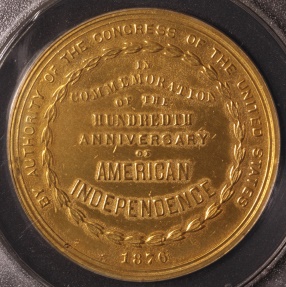 BY AUTHORITY OF THE CONGRESS OF THE UNITED STATES
IN
COMMEMORATION
OF THE
HUNDREDTH
ANNIVERSARY
OF
AMERICAN
INDEPENDENCE
1876